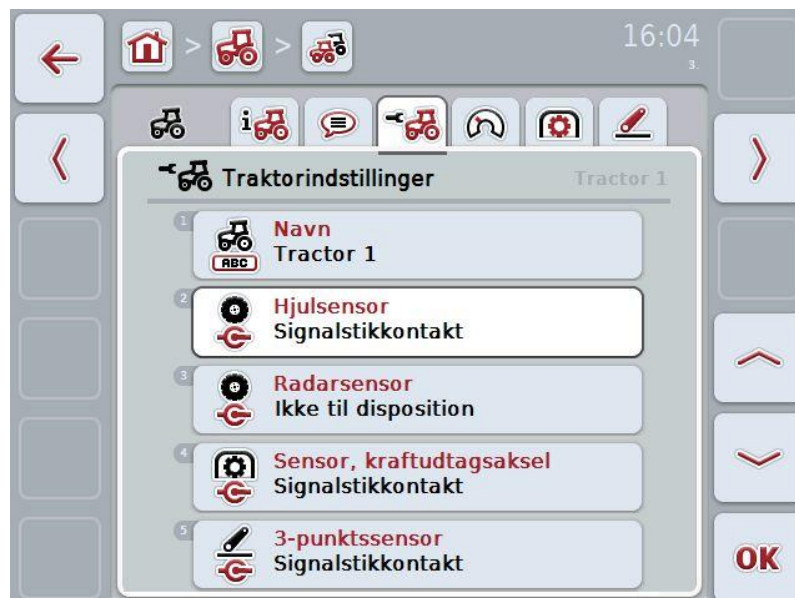 16:04
3.
Traktorindstillinger
Tractor 1
1
Navn
Tractor 1
ABC
2
Hjulsensor
Signalstikkontakt
3
Radarsensor
Ikke til disposition
4
Sensor, kraftudtagsaksel
Signalstikkontakt
5
3-punktssensor
Signalstikkontakt
OK